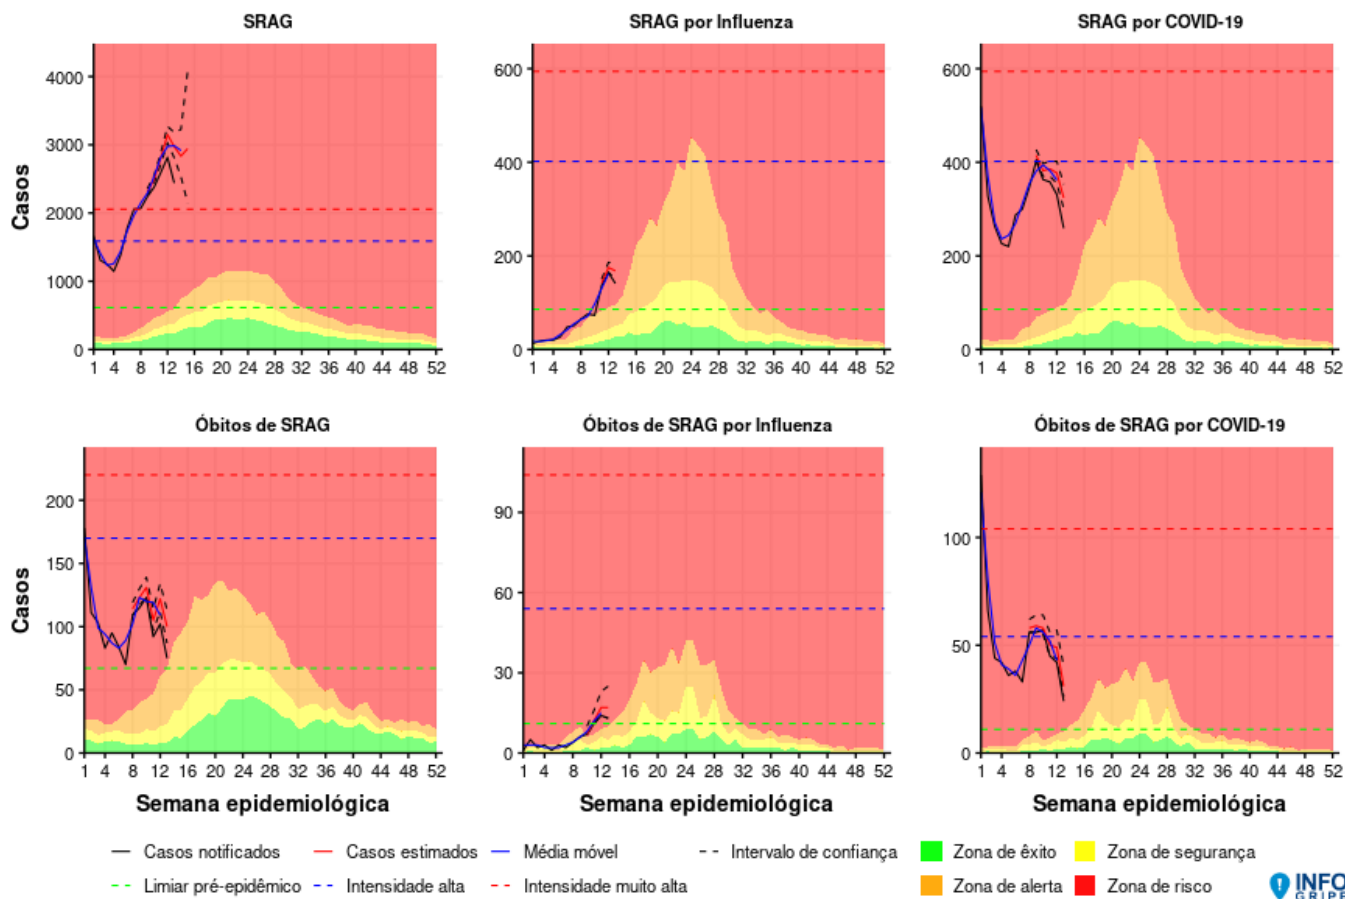 SRAG
SRAG por Influenza
SRAG por COVID-19
Casos
4000
3000
2000
1000
0
1 4 8 12 16 20 24 28 32 36 40 44 48 52
600
400
200
0
1 4 8 12 16 20 24 28 32 36 40 44 48 52
600
400
200
0
1 4 8 12 16 20 24 28 32 36 40 44 48 52
Óbitos de SRAG
Óbitos de SRAG por Influenza
Óbitos de SRAG por COVID-19
Casos
200
150
100
50
0
1 4 8 12 16 20 24 28 32 36 40 44 48 52
90
60
30
0
1 4 8 12 16 20 24 28 32 36 40 44 48 52
100
50
0
1 4 8 12 16 20 24 28 32 36 40 44 48 52
Semana epidemiológica
Semana epidemiológica
Semana epidemiológica
Casos notificados
Casos estimados
Média móvel
Intervalo de confiança
Zona de êxito
Zona de segurança
Limiar pré-epidêmico
Intensidade alta
Intensidade muito alta
Zona de alerta
Zona de risco
INFO
GRIPE